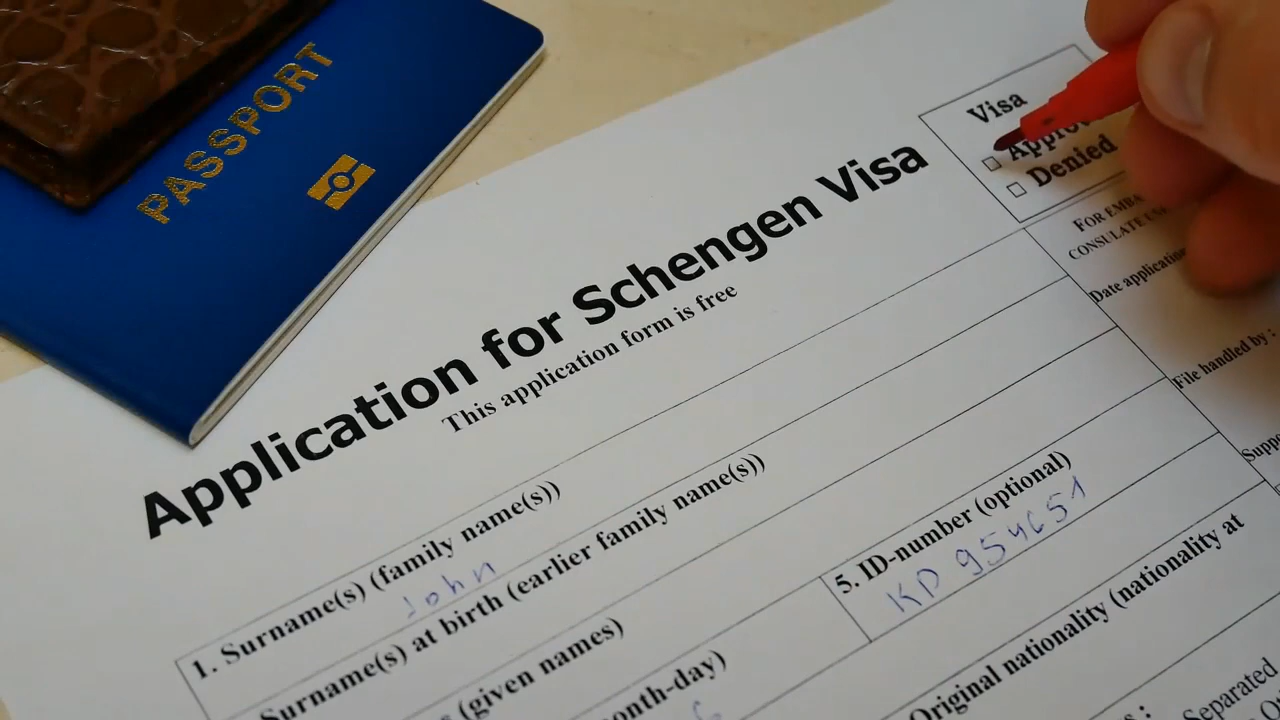 PASSPORT
Visa
Denied
Application for Schengen Visa
This application form is free
FOR
CONSULATE
Date application
File handled by :
1. Surname(s) (family name(s))
John
Surname(s) at birth (earlier family name(s))
(given names)
5. ID-number (optional)
KP 954651
Original nationality (nationality at
Separated